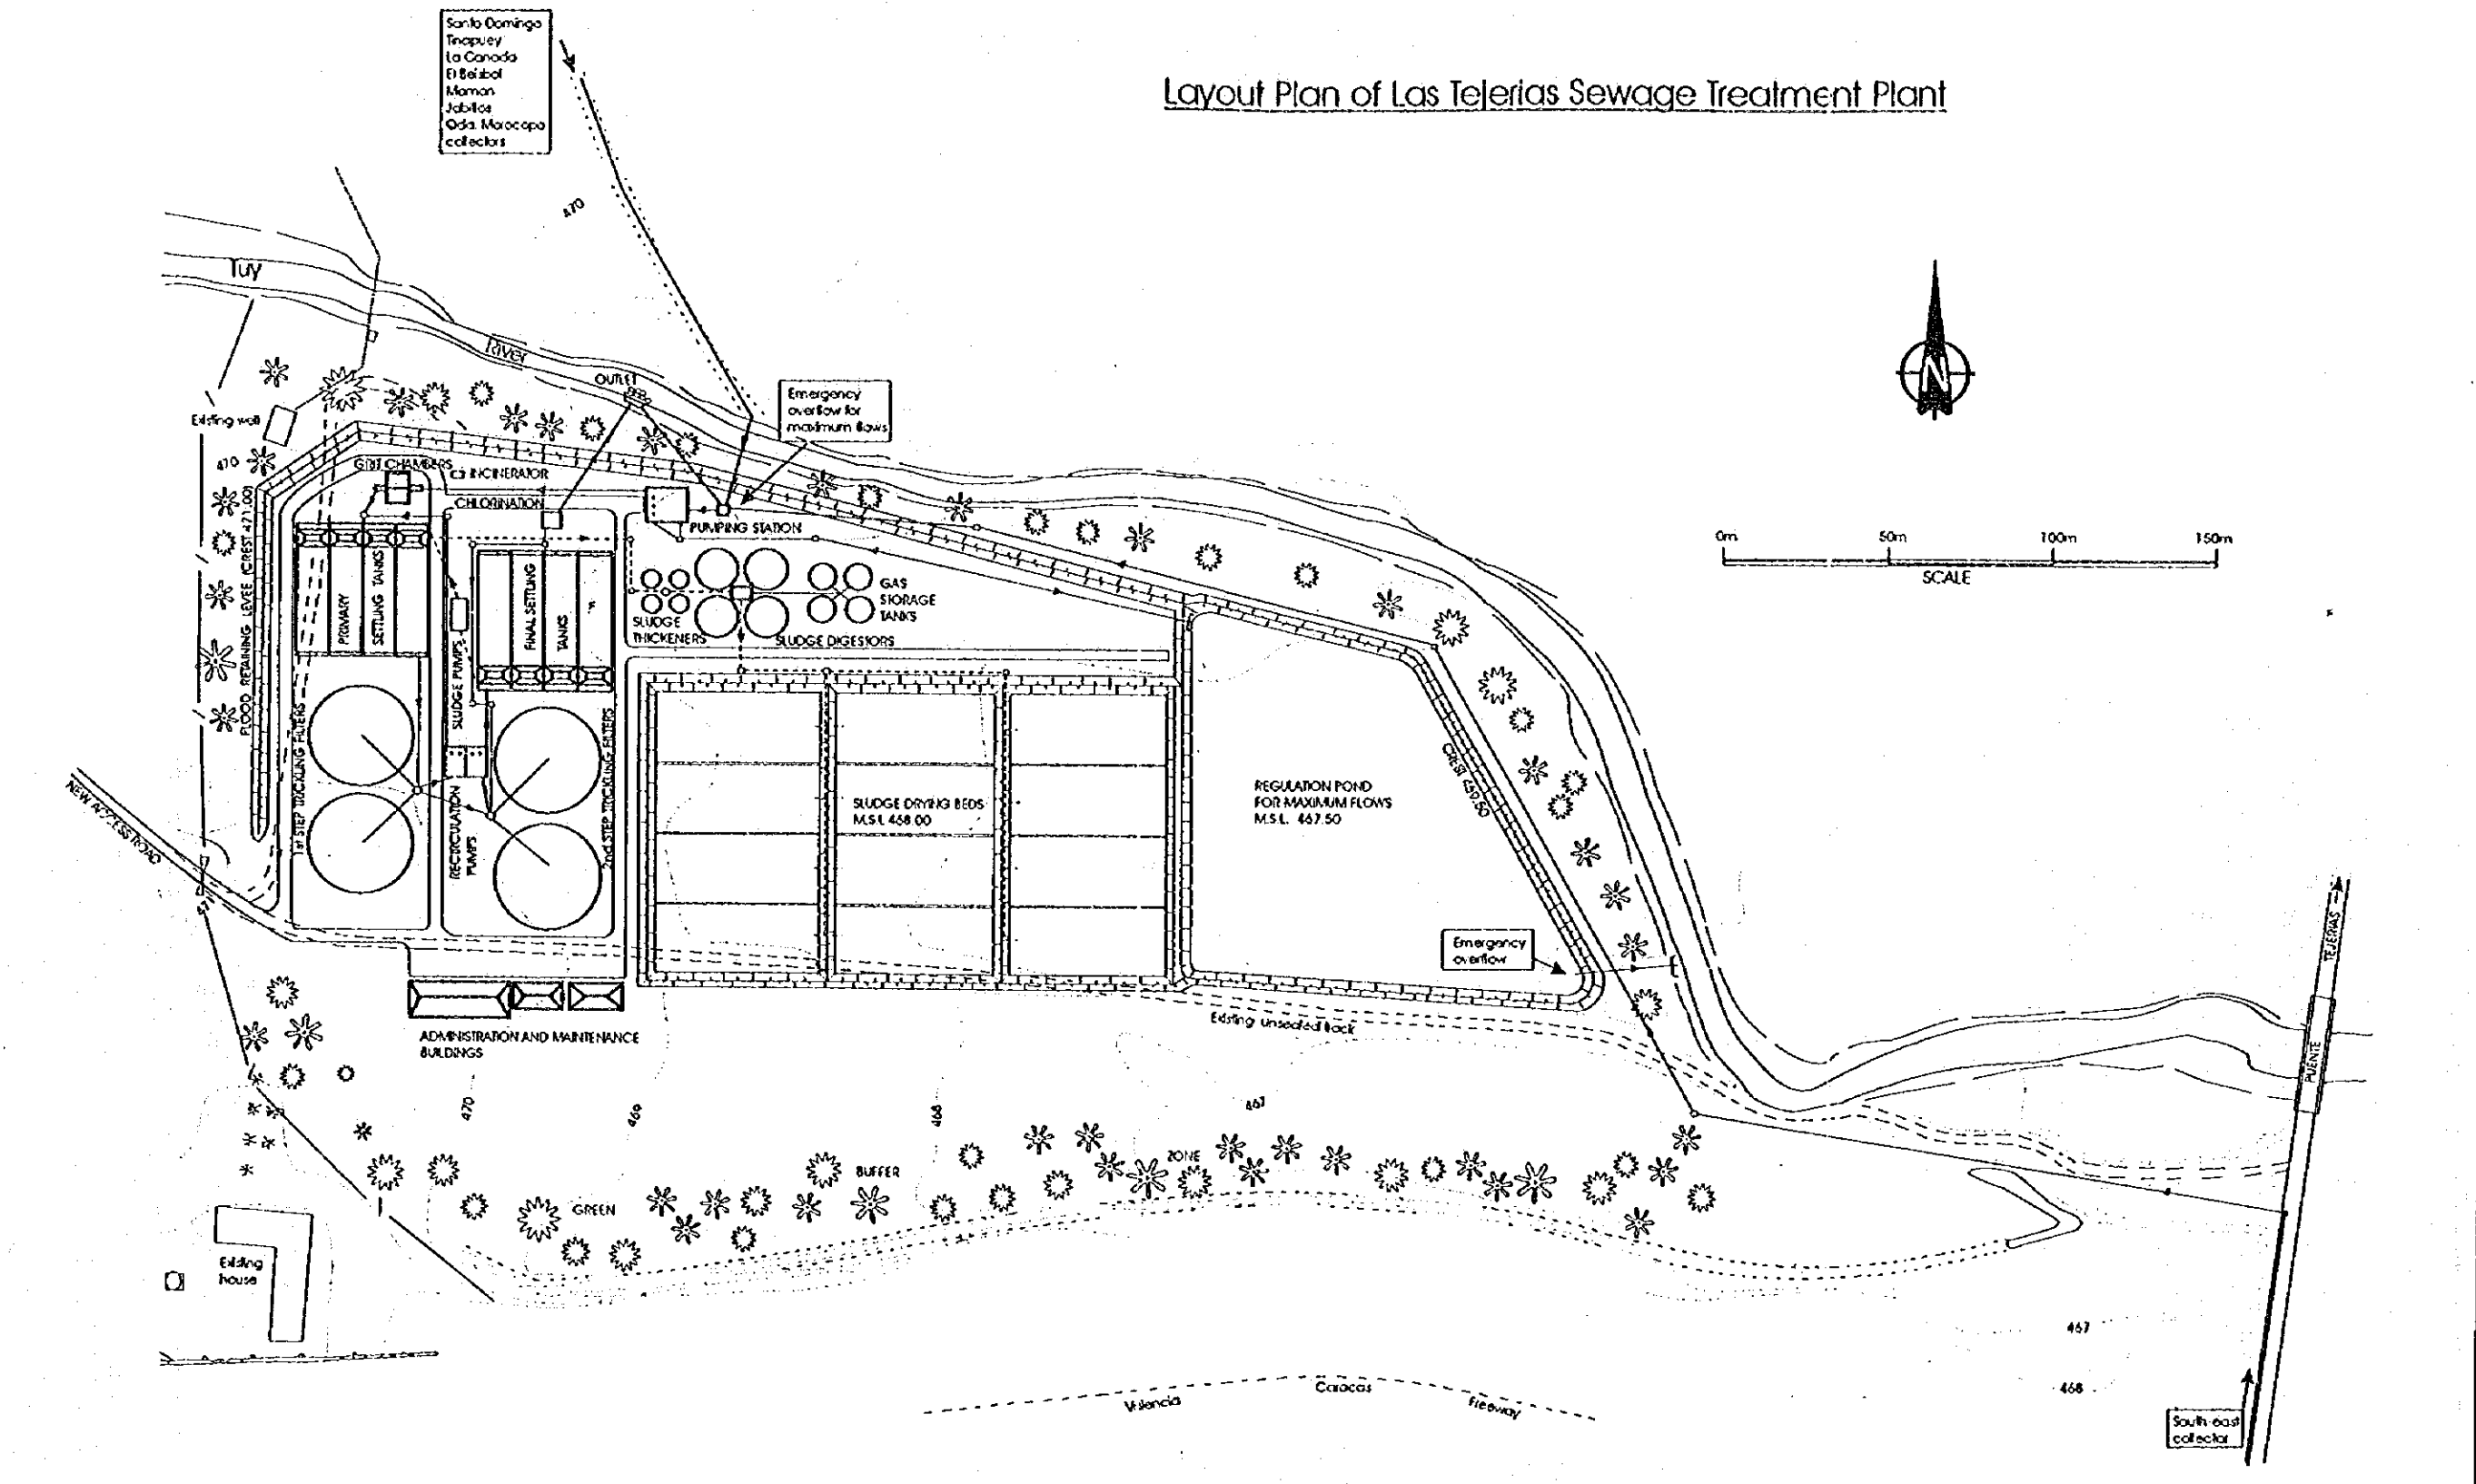 Santo Domingo
Tinapuey
La Canada
El Beisbol
Maman
Jabillos
Qda. Morocopo
collectors
Layout Plan of Las Tejerias Sewage Treatment Plant
470
Tuy
River
OUTLET
Emergency
overflow for
maximum flows
N
Existing well
470
GRIT CHAMBERS
INCINERATOR
CHLORINATION
PUMPING STATION
0m 50m 100m 150m
SCALE
FLOOD RETAINING LEVEE (CREST 471.00)
PRIMARY
SETTLING TANKS
FINAL SETTLING
TANKS
SLUDGE PUMPS
SLUDGE
THICKENERS
SLUDGE DIGESTORS
GAS
STORAGE
TANKS
1st STEP TRICKLING FILTERS
2nd STEP TRICKLING FILTERS
RECIRCULATION
PUMPS
NEW ACCESS ROAD
SLUDGE DRYING BEDS
M.S.L 468.00
REGULATION POND
FOR MAXIMUM FLOWS
M.S.L. 467.50
CREST 469.50
Emergency
overflow
TEJERIAS
PUENTE
Existing unsealed track
ADMINISTRATION AND MAINTENANCE
BUILDINGS
470
469
468
467
GREEN
BUFFER
ZONE
Existing
house
467
468
Valencia
Caracas
Freeway
South-east
collector